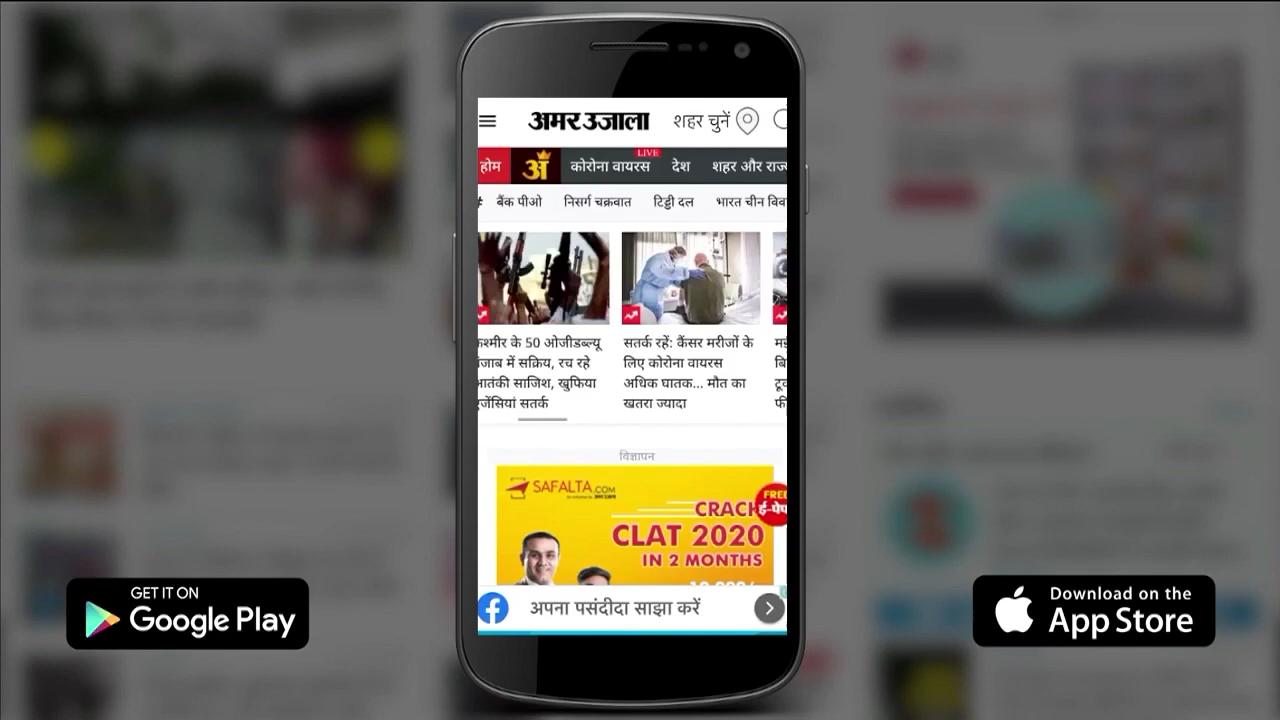 अमर उजाला शहर चुनें
LIVE
होम अं कोरोना वायरस देश शहर और राज्
# बैंक पीओ निसर्ग चक्रवात टिड्डी दल भारत चीन विवा
कश्मीर के 50 ओजीडब्ल्यू
पंजाब में सक्रिय, रच रहे
आतंकी साजिश, खुफिया
एजेंसियां सतर्क
सतर्क रहें: कैंसर मरीजों के
लिए कोरोना वायरस
अधिक घातक... मौत का
खतरा ज्यादा
विज्ञापन
SAFALTA.COM
CRACK
CLAT 2020
IN 2 MONTHS
FREE
ई-पेप
अपना पसंदीदा साझा करें
GET IT ON
Google Play
Download on the
App Store